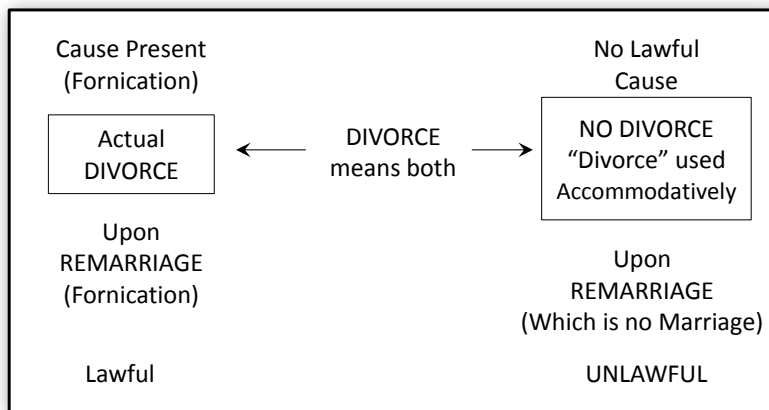 Cause Present
(Fornication)
Actual
DIVORCE
Upon
REMARRIAGE
(Fornication)
Lawful
DIVORCE
means both
No Lawful
Cause
NO DIVORCE
“Divorce” used
Accommodatively
Upon
REMARRIAGE
(Which is no Marriage)
UNLAWFUL